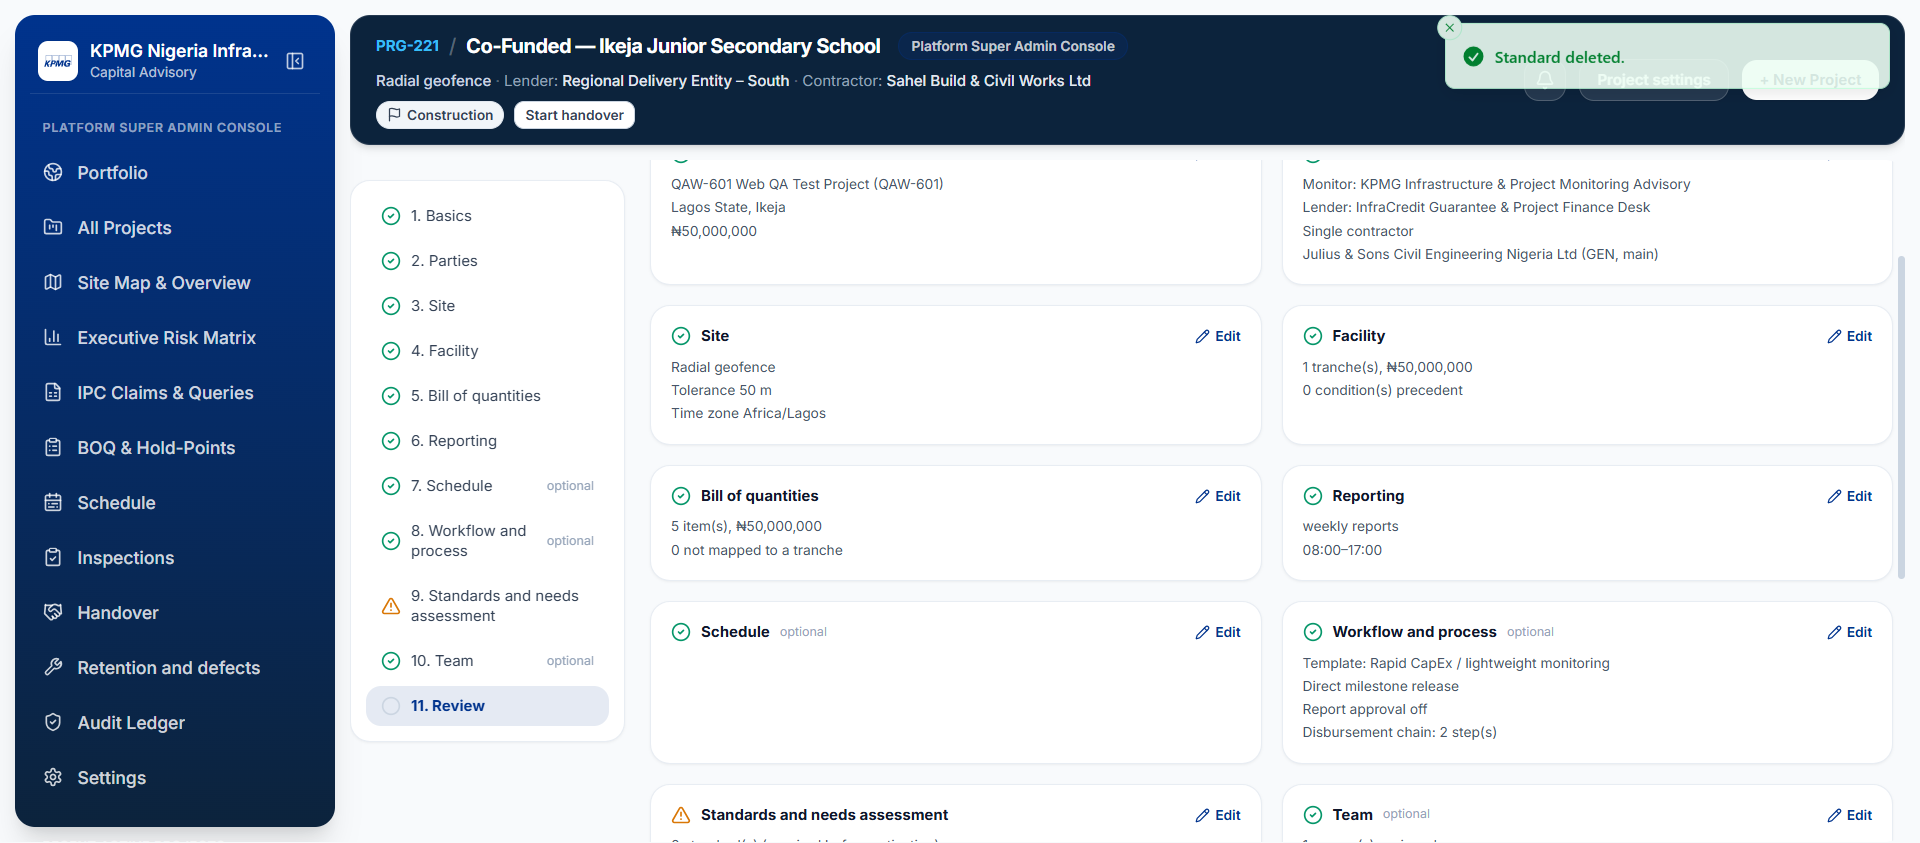 KPMG
KPMG Nigeria Infra...
Capital Advisory
PLATFORM SUPER ADMIN CONSOLE
Portfolio
All Projects
Site Map & Overview
Executive Risk Matrix
IPC Claims & Queries
BOQ & Hold-Points
Schedule
Inspections
Handover
Retention and defects
Audit Ledger
Settings
PRG-221 / Co-Funded — Ikeja Junior Secondary School Platform Super Admin Console
Radial geofence · Lender: Regional Delivery Entity – South · Contractor: Sahel Build & Civil Works Ltd
Construction Start handover
Standard deleted.
Project settings
+ New Project
1. Basics
2. Parties
3. Site
4. Facility
5. Bill of quantities
6. Reporting
7. Schedule optional
8. Workflow and process optional
9. Standards and needs assessment
10. Team optional
11. Review
QAW-601 Web QA Test Project (QAW-601)
Lagos State, Ikeja
₦50,000,000
Monitor: KPMG Infrastructure & Project Monitoring Advisory
Lender: InfraCredit Guarantee & Project Finance Desk
Single contractor
Julius & Sons Civil Engineering Nigeria Ltd (GEN, main)
Site Edit
Radial geofence
Tolerance 50 m
Time zone Africa/Lagos
Facility Edit
1 tranche(s), ₦50,000,000
0 condition(s) precedent
Bill of quantities Edit
5 item(s), ₦50,000,000
0 not mapped to a tranche
Reporting Edit
weekly reports
08:00–17:00
Schedule optional Edit
Workflow and process optional Edit
Template: Rapid CapEx / lightweight monitoring
Direct milestone release
Report approval off
Disbursement chain: 2 step(s)
Standards and needs assessment Edit
Team optional Edit